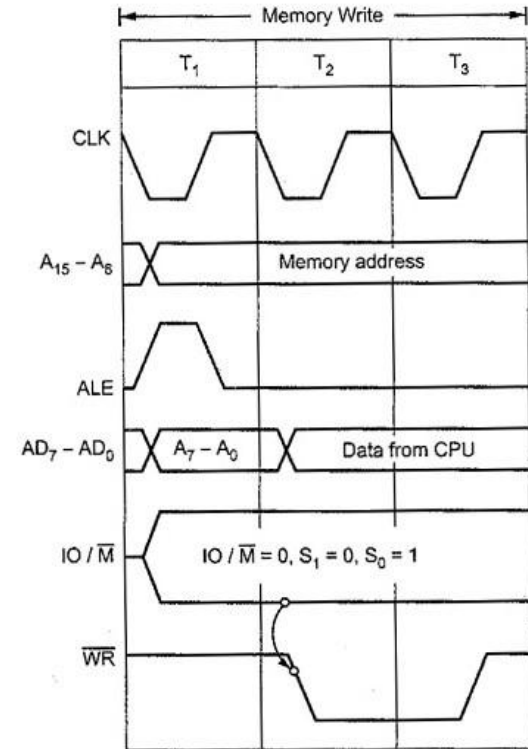 Memory Write
T₁ T₂ T₃
CLK
A₁₅ – A₈ Memory address
ALE
AD₇ – AD₀ A₇ – A₀ Data from CPU
IO / M̅ IO / M̅ = 0, S₁ = 0, S₀ = 1
W̅R̅